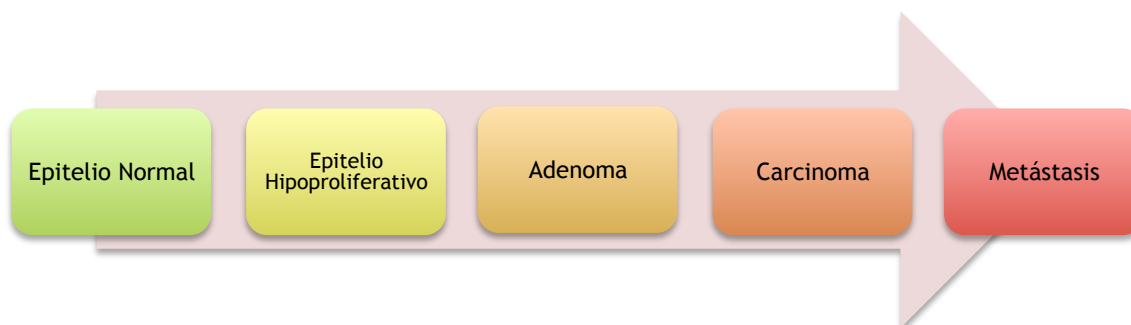 Epitelio Normal
Epitelio
Hipoproliferativo
Adenoma
Carcinoma
Metástasis